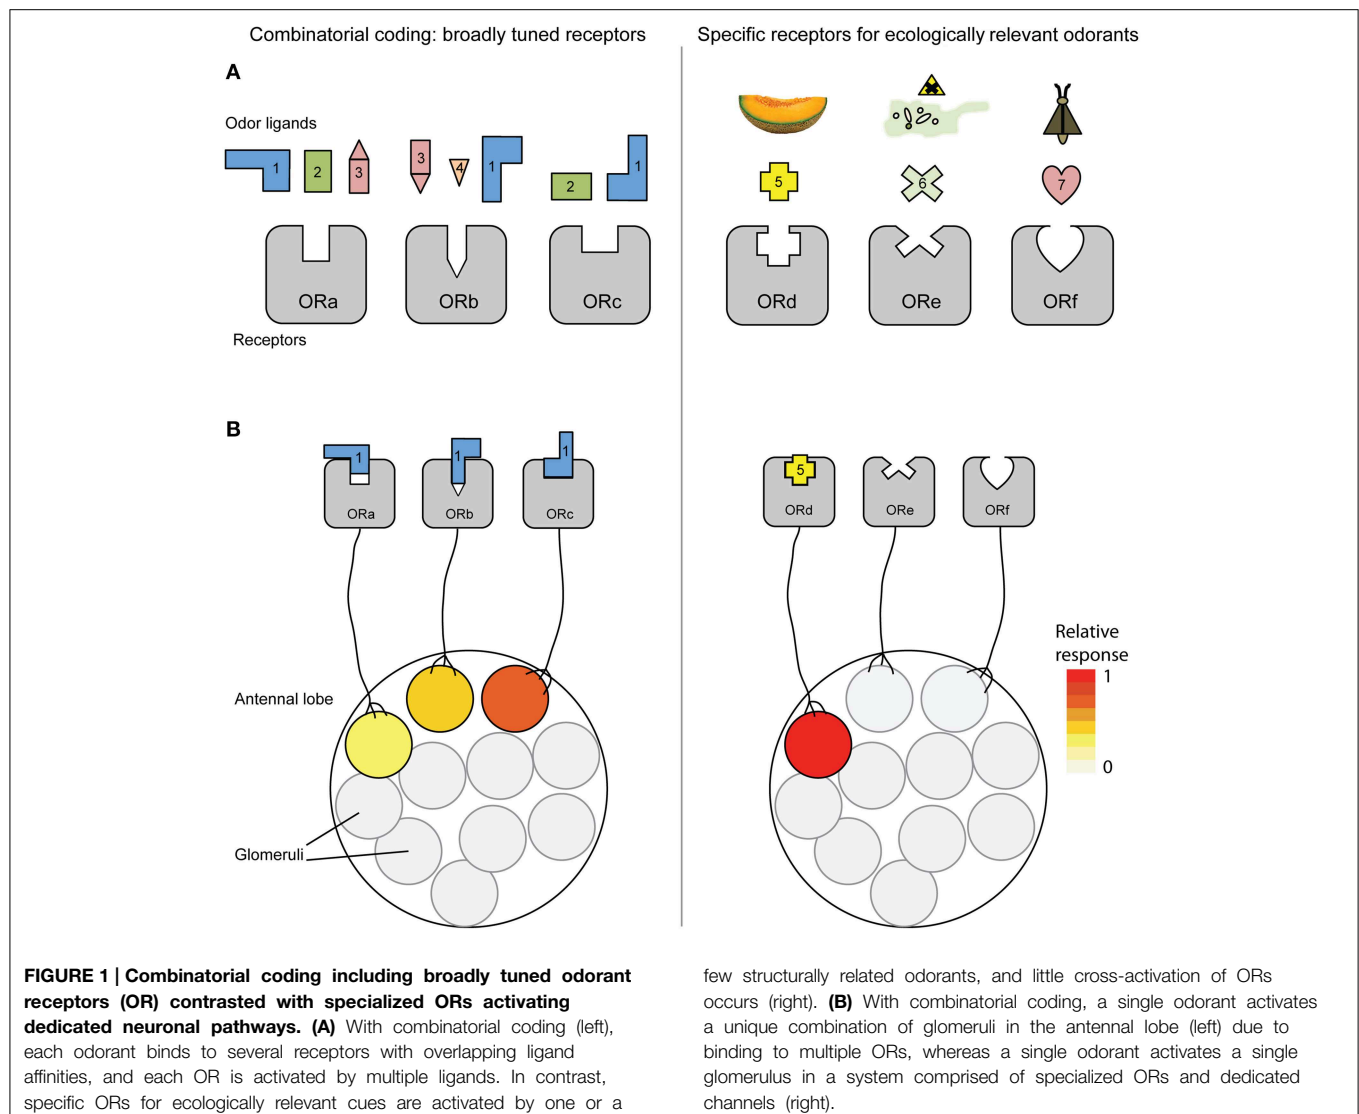 Combinatorial coding: broadly tuned receptors
Specific receptors for ecologically relevant odorants
A
Odor ligands
1
2
3
3
4
1
2
1
5
6
7
ORa
ORb
ORc
ORd
ORe
ORf
Receptors
B
1
1
1
5
ORa
ORb
ORc
ORd
ORe
ORf
Relative
response
1
0
Antennal lobe
Glomeruli
FIGURE 1 | Combinatorial coding including broadly tuned odorant
receptors (OR) contrasted with specialized ORs activating
dedicated neuronal pathways. (A) With combinatorial coding (left),
each odorant binds to several receptors with overlapping ligand
affinities, and each OR is activated by multiple ligands. In contrast,
specific ORs for ecologically relevant cues are activated by one or a
few structurally related odorants, and little cross-activation of ORs
occurs (right). (B) With combinatorial coding, a single odorant activates
a unique combination of glomeruli in the antennal lobe (left) due to
binding to multiple ORs, whereas a single odorant activates a single
glomerulus in a system comprised of specialized ORs and dedicated
channels (right).